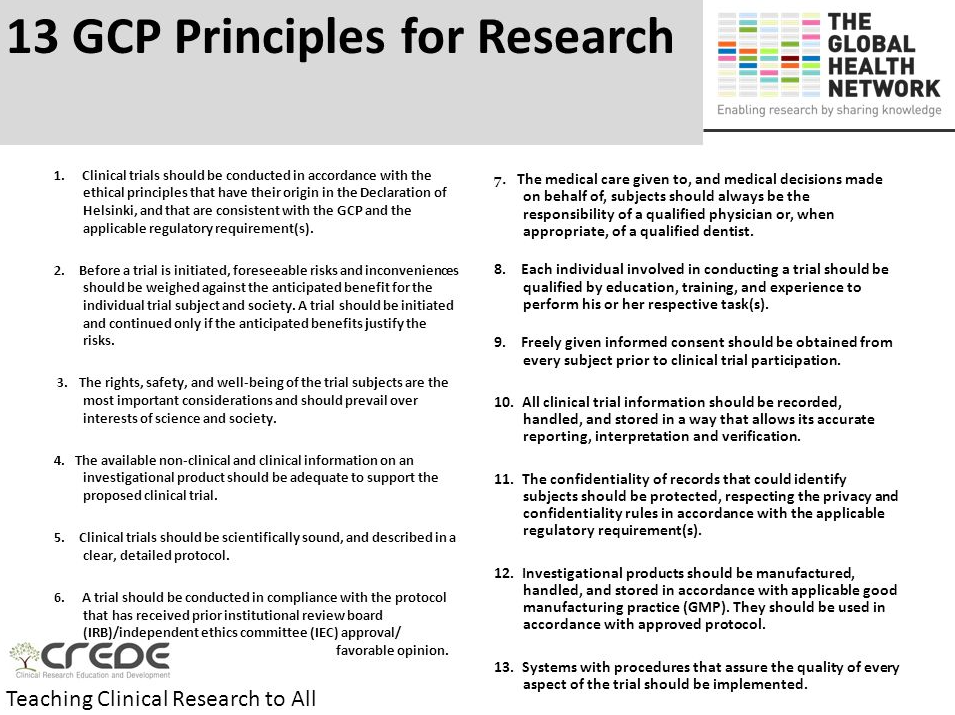 13 GCP Principles for Research
THE
GLOBAL
HEALTH
NETWORK
Enabling research by sharing knowledge
1. Clinical trials should be conducted in accordance with the
ethical principles that have their origin in the Declaration of
Helsinki, and that are consistent with the GCP and the
applicable regulatory requirement(s).
2. Before a trial is initiated, foreseeable risks and inconveniences
should be weighed against the anticipated benefit for the
individual trial subject and society. A trial should be initiated
and continued only if the anticipated benefits justify the
risks.
3. The rights, safety, and well-being of the trial subjects are the
most important considerations and should prevail over
interests of science and society.
4. The available non-clinical and clinical information on an
investigational product should be adequate to support the
proposed clinical trial.
5. Clinical trials should be scientifically sound, and described in a
clear, detailed protocol.
6. A trial should be conducted in compliance with the protocol
that has received prior institutional review board
(IRB)/independent ethics committee (IEC) approval/
favorable opinion.
7. The medical care given to, and medical decisions made
on behalf of, subjects should always be the
responsibility of a qualified physician or, when
appropriate, of a qualified dentist.
8. Each individual involved in conducting a trial should be
qualified by education, training, and experience to
perform his or her respective task(s).
9. Freely given informed consent should be obtained from
every subject prior to clinical trial participation.
10. All clinical trial information should be recorded,
handled, and stored in a way that allows its accurate
reporting, interpretation and verification.
11. The confidentiality of records that could identify
subjects should be protected, respecting the privacy and
confidentiality rules in accordance with the applicable
regulatory requirement(s).
12. Investigational products should be manufactured,
handled, and stored in accordance with applicable good
manufacturing practice (GMP). They should be used in
accordance with approved protocol.
13. Systems with procedures that assure the quality of every
aspect of the trial should be implemented.
CREDE
Clinical Research Education and Development
Teaching Clinical Research to All